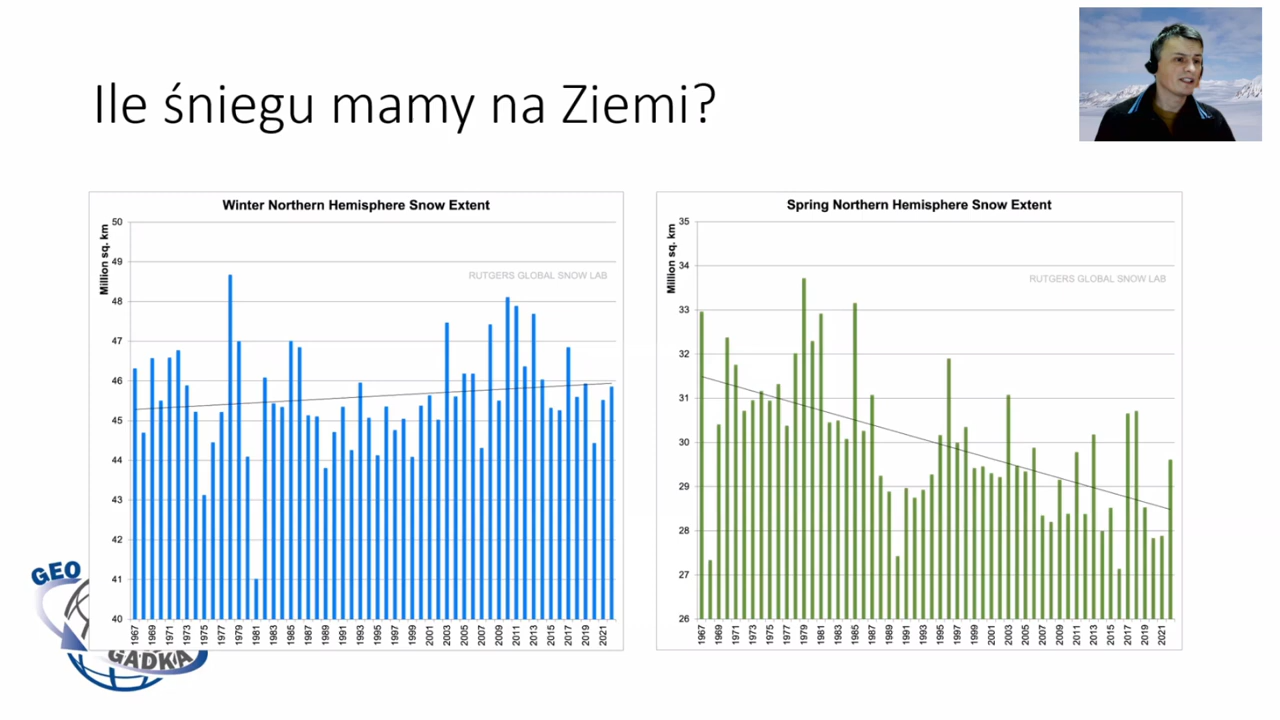 Ile śniegu mamy na Ziemi?
Winter Northern Hemisphere Snow Extent
Million sq. km
RUTGERS GLOBAL SNOW LAB
50
49
48
47
46
45
44
43
42
41
40
1967 1969 1971 1973 1975 1977 1979 1981 1983 1985 1987 1989 1991 1993 1995 1997 1999 2001 2003 2005 2007 2009 2011 2013 2015 2017 2019 2021
Spring Northern Hemisphere Snow Extent
Million sq. km
RUTGERS GLOBAL SNOW LAB
35
34
33
32
31
30
29
28
27
26
1967 1969 1971 1973 1975 1977 1979 1981 1983 1985 1987 1989 1991 1993 1995 1997 1999 2001 2003 2005 2007 2009 2011 2013 2015 2017 2019 2021
GEO
GADKA